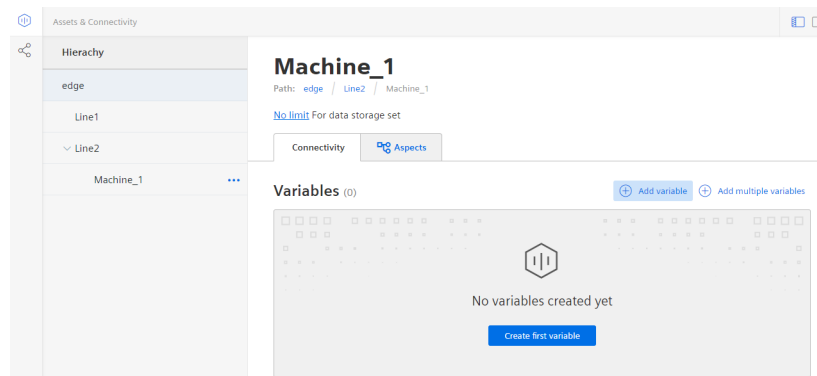 Assets & Connectivity
Hierachy
edge
Line1
Line2
Machine_1
Machine_1
Path: edge / Line2 / Machine_1
No limit For data storage set
Connectivity
Aspects
Variables (0)
Add variable
Add multiple variables
No variables created yet
Create first variable